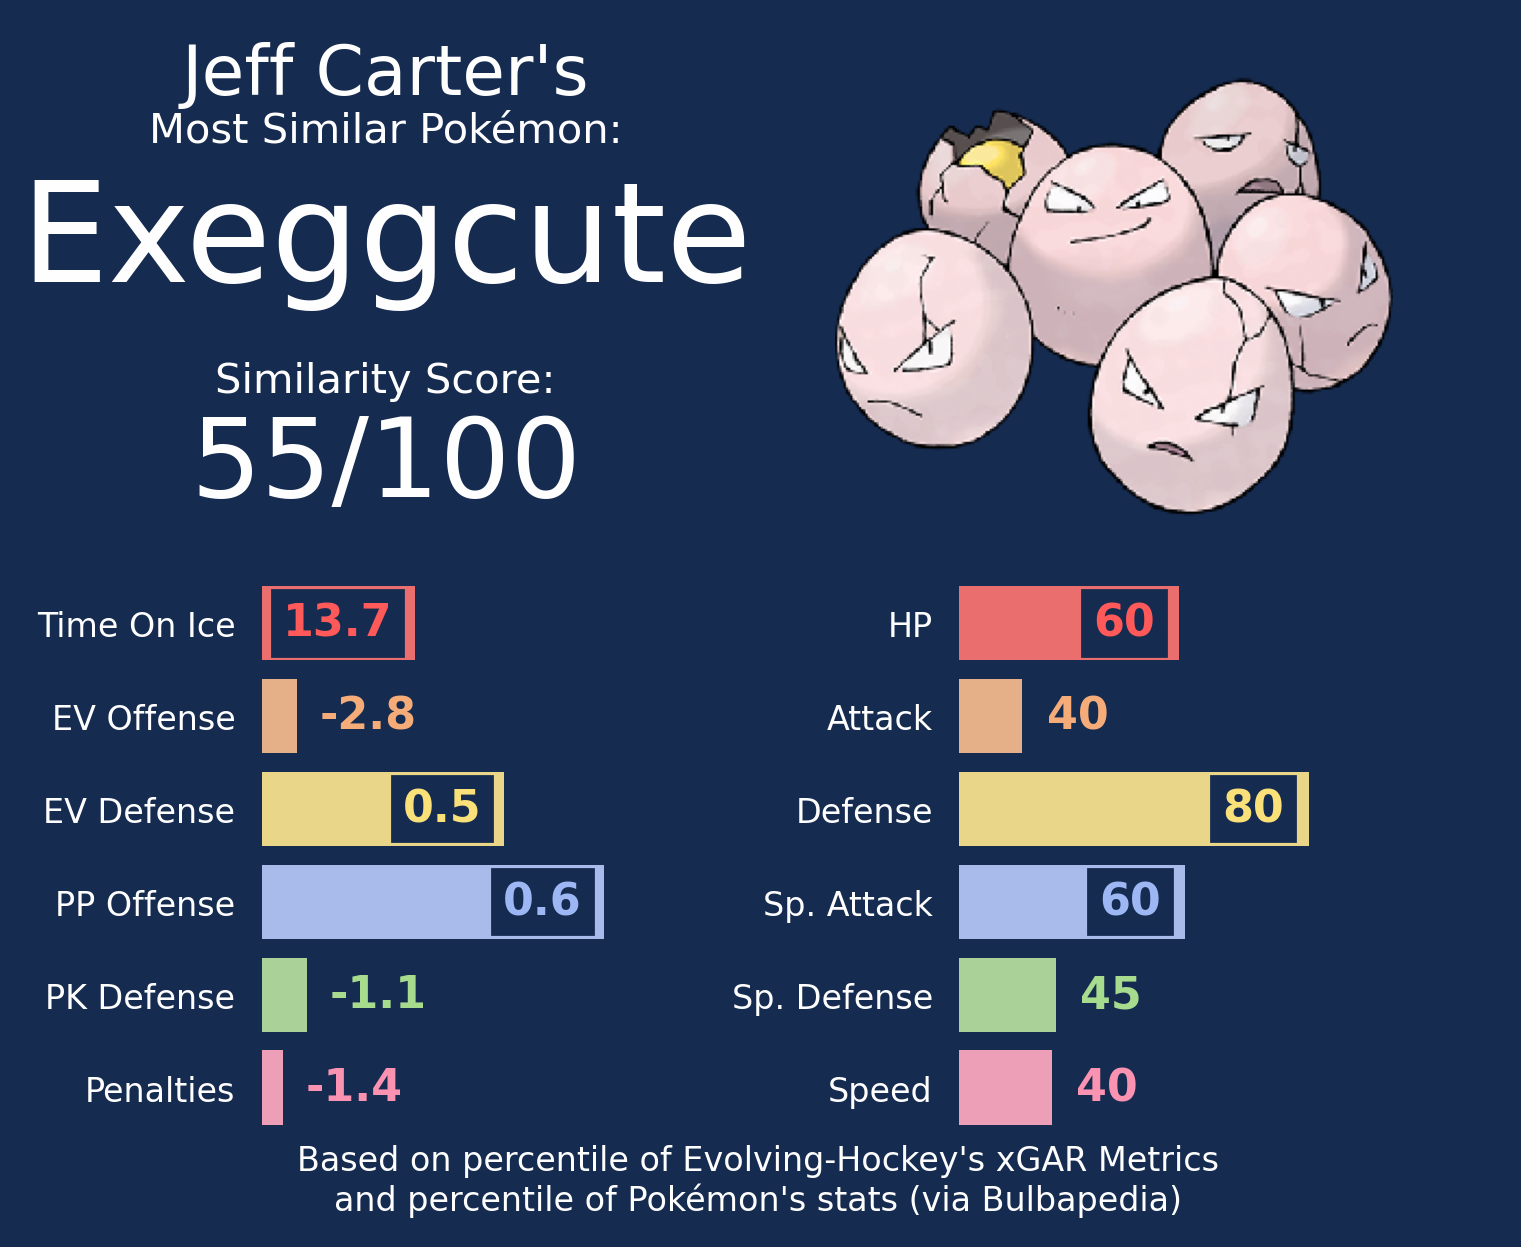 Jeff Carter's
Most Similar Pokémon:
Exeggcute
Similarity Score:
55/100
Time On Ice 13.7
EV Offense -2.8
EV Defense 0.5
PP Offense 0.6
PK Defense -1.1
Penalties -1.4
HP 60
Attack 40
Defense 80
Sp. Attack 60
Sp. Defense 45
Speed 40
Based on percentile of Evolving-Hockey's xGAR Metrics
and percentile of Pokémon's stats (via Bulbapedia)